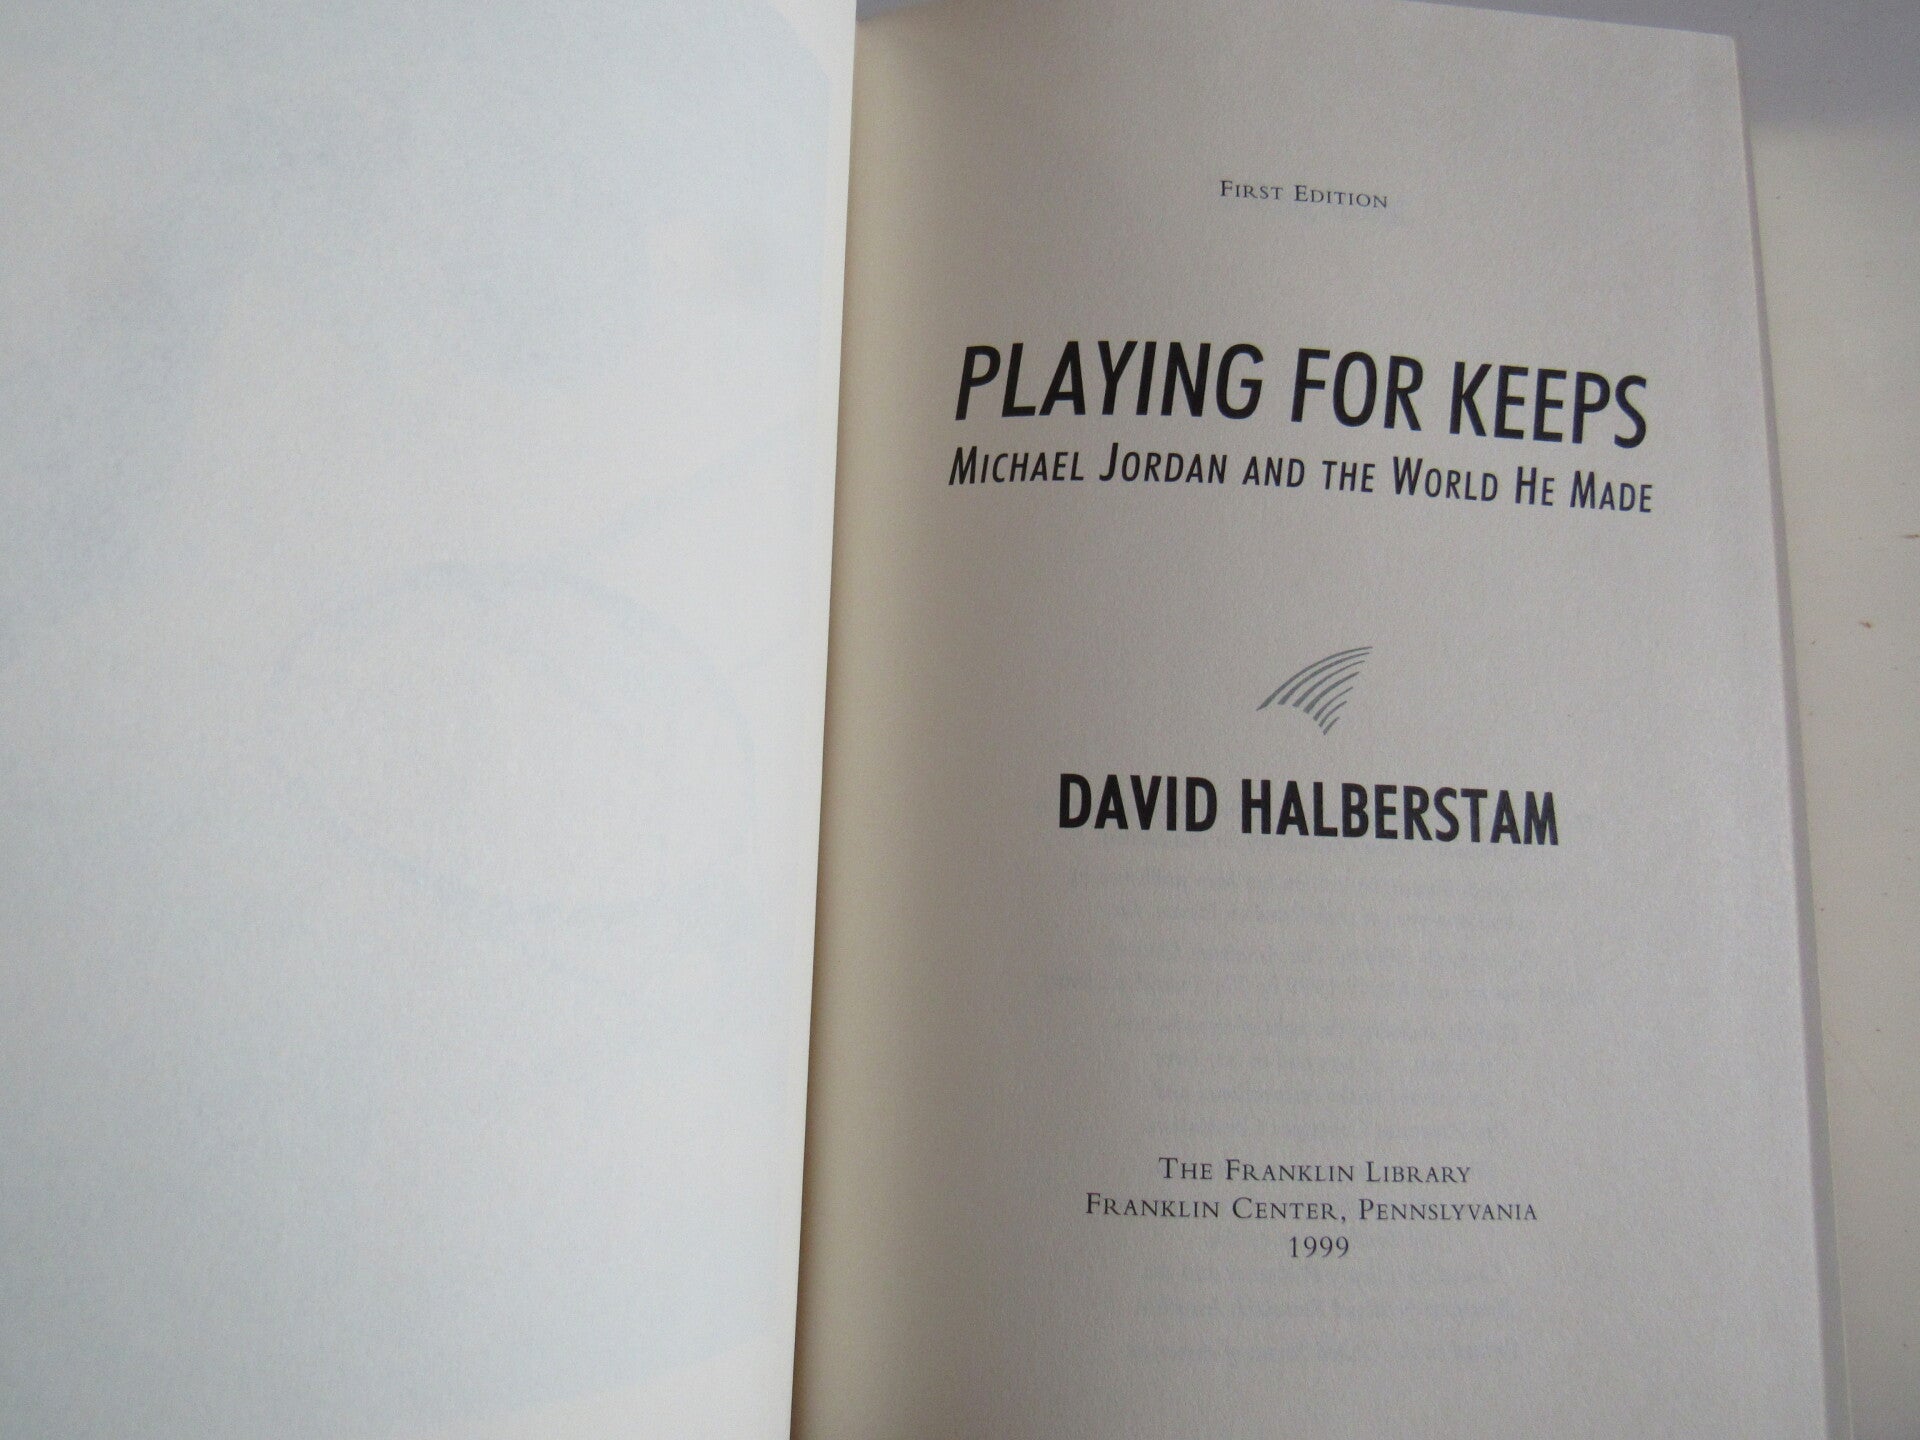 FIRST EDITION
PLAYING FOR KEEPS
MICHAEL JORDAN AND THE WORLD HE MADE
DAVID HALBERSTAM
THE FRANKLIN LIBRARY
FRANKLIN CENTER, PENNSLYVANIA
1999